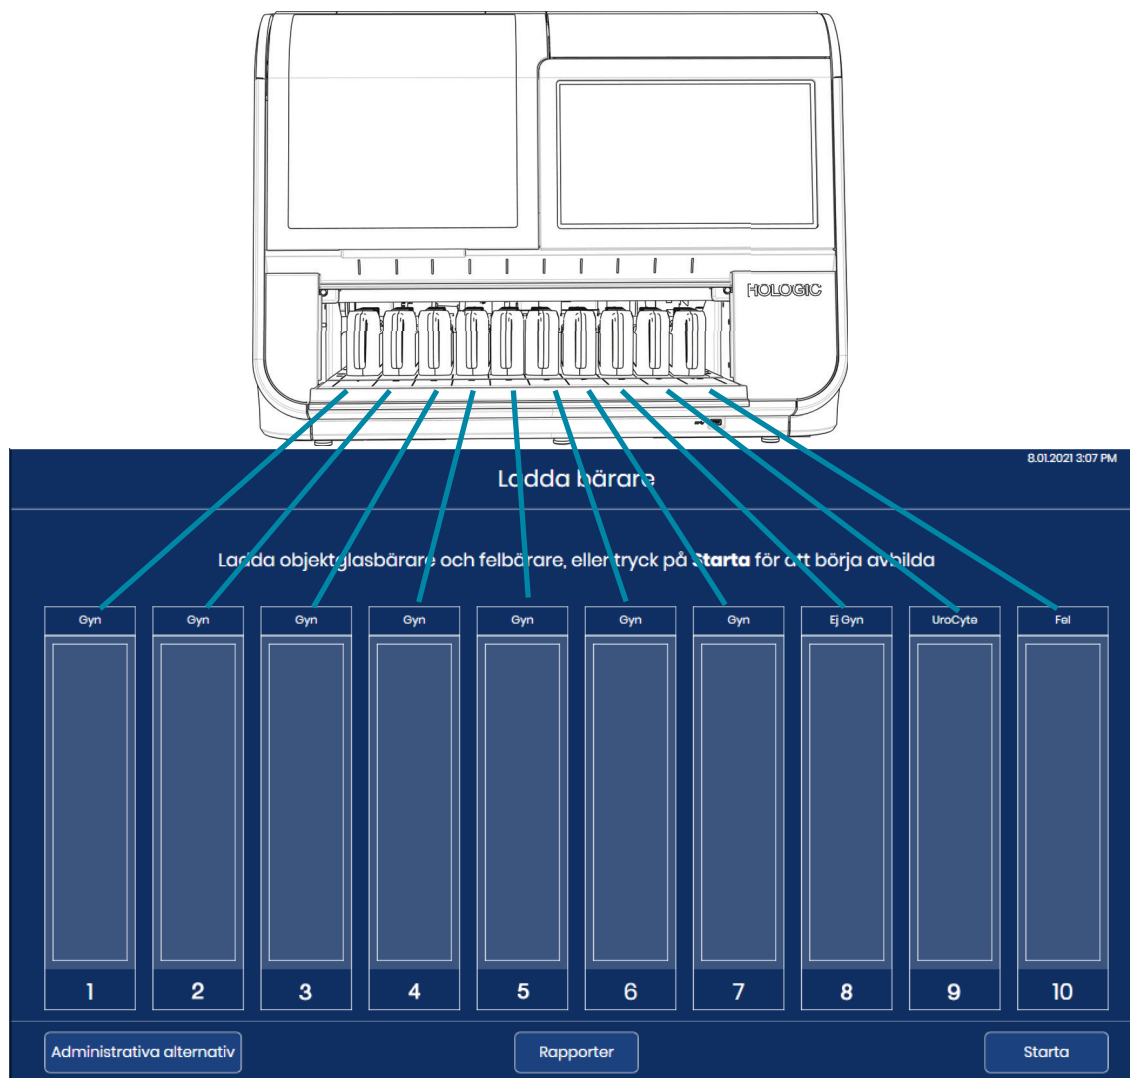 HOLOGIC
8.01.2021 3:07 PM
Ladda bärare
Ladda objektglasbärare och felbärare, eller tryck på Starta för att börja avbilda
Gyn Gyn Gyn Gyn Gyn Gyn Gyn Ej Gyn UroCyte Fel
1 2 3 4 5 6 7 8 9 10
Administrativa alternativ Rapporter Starta